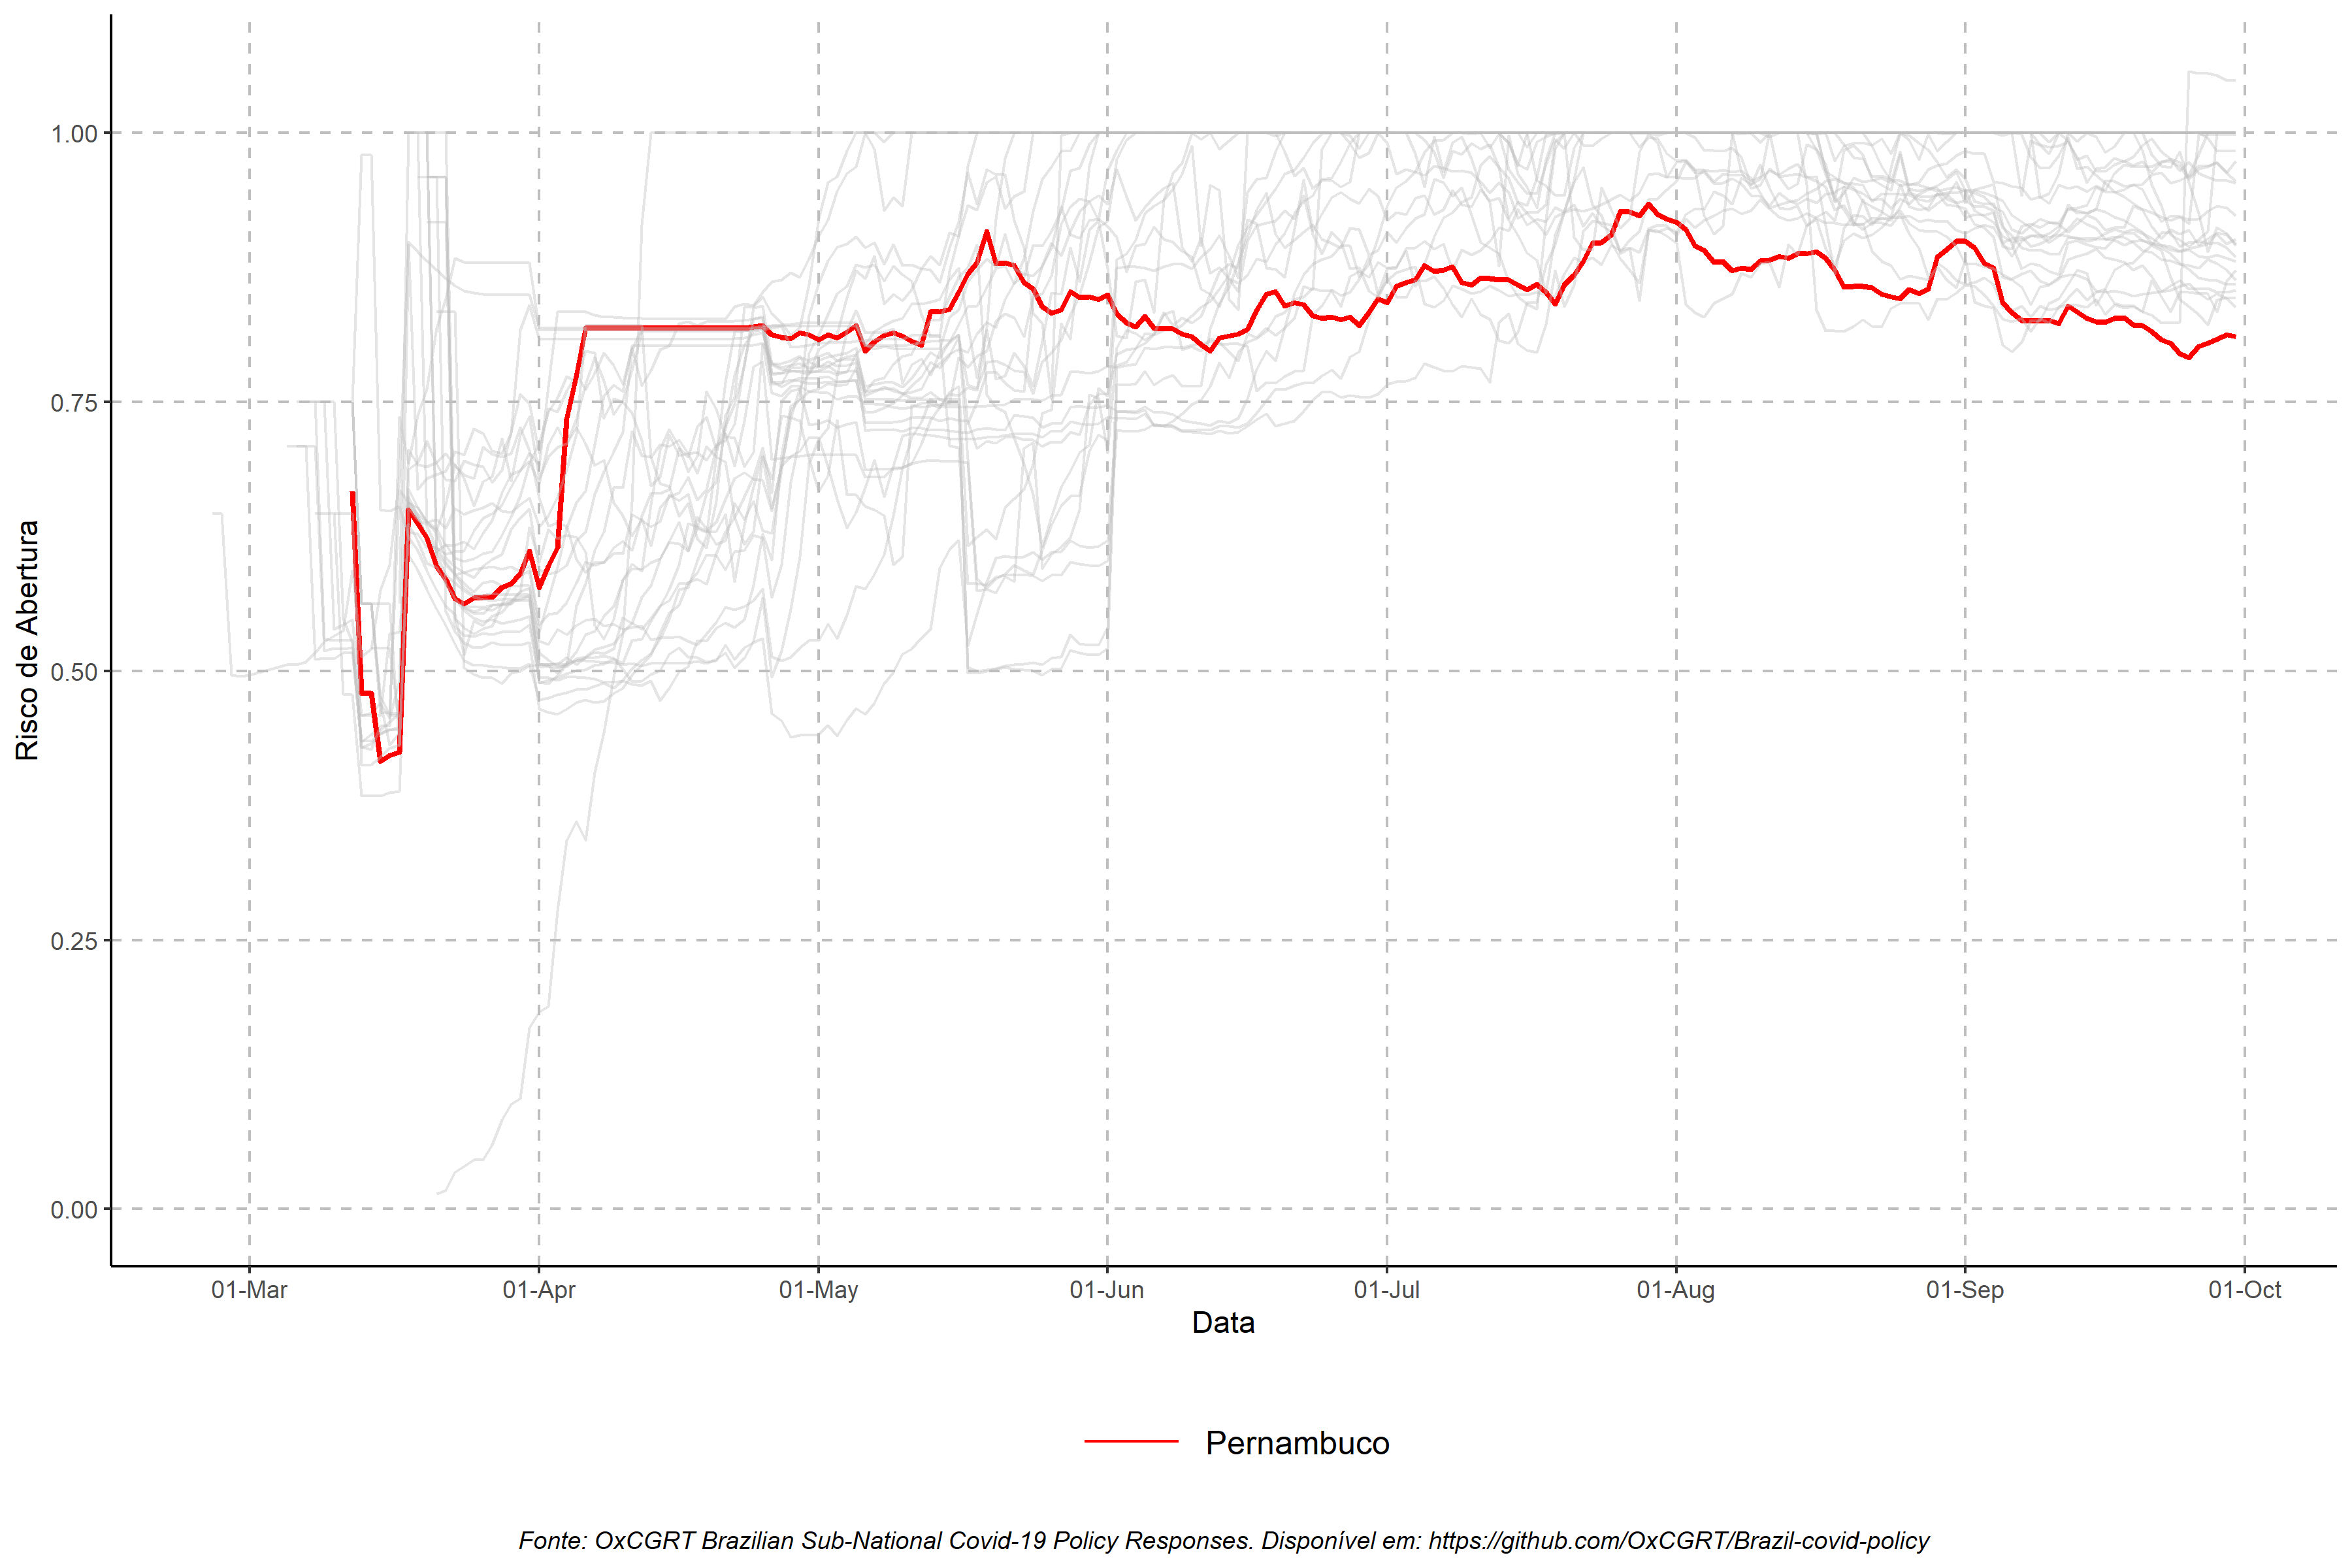 Risco de Abertura
1.00
0.75
0.50
0.25
0.00
01-Mar 01-Apr 01-May 01-Jun 01-Jul 01-Aug 01-Sep 01-Oct
Data
Pernambuco
Fonte: OxCGRT Brazilian Sub-National Covid-19 Policy Responses. Disponível em: https://github.com/OxCGRT/Brazil-covid-policy